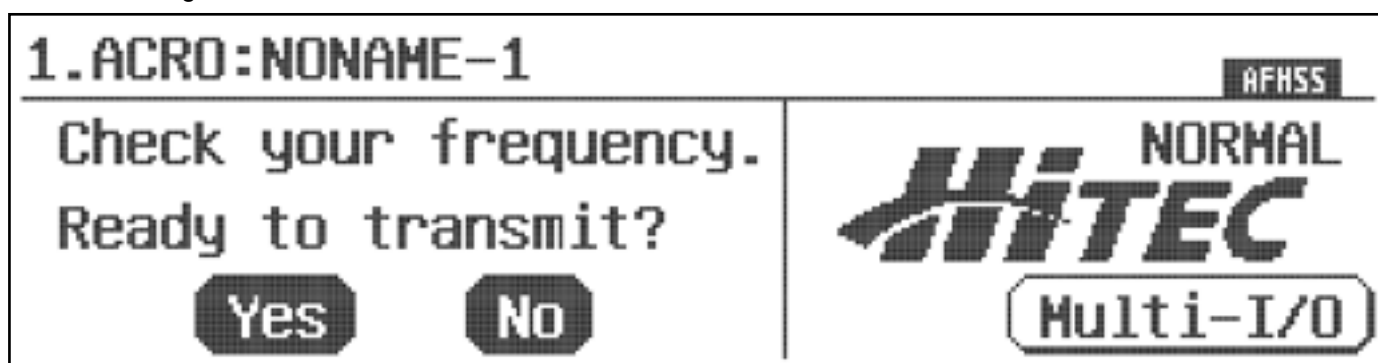 1.ACRO:NONAME-1
AFHSS
Check your frequency.
Ready to transmit?
Yes No
NORMAL
HiTEC
Multi-I/O